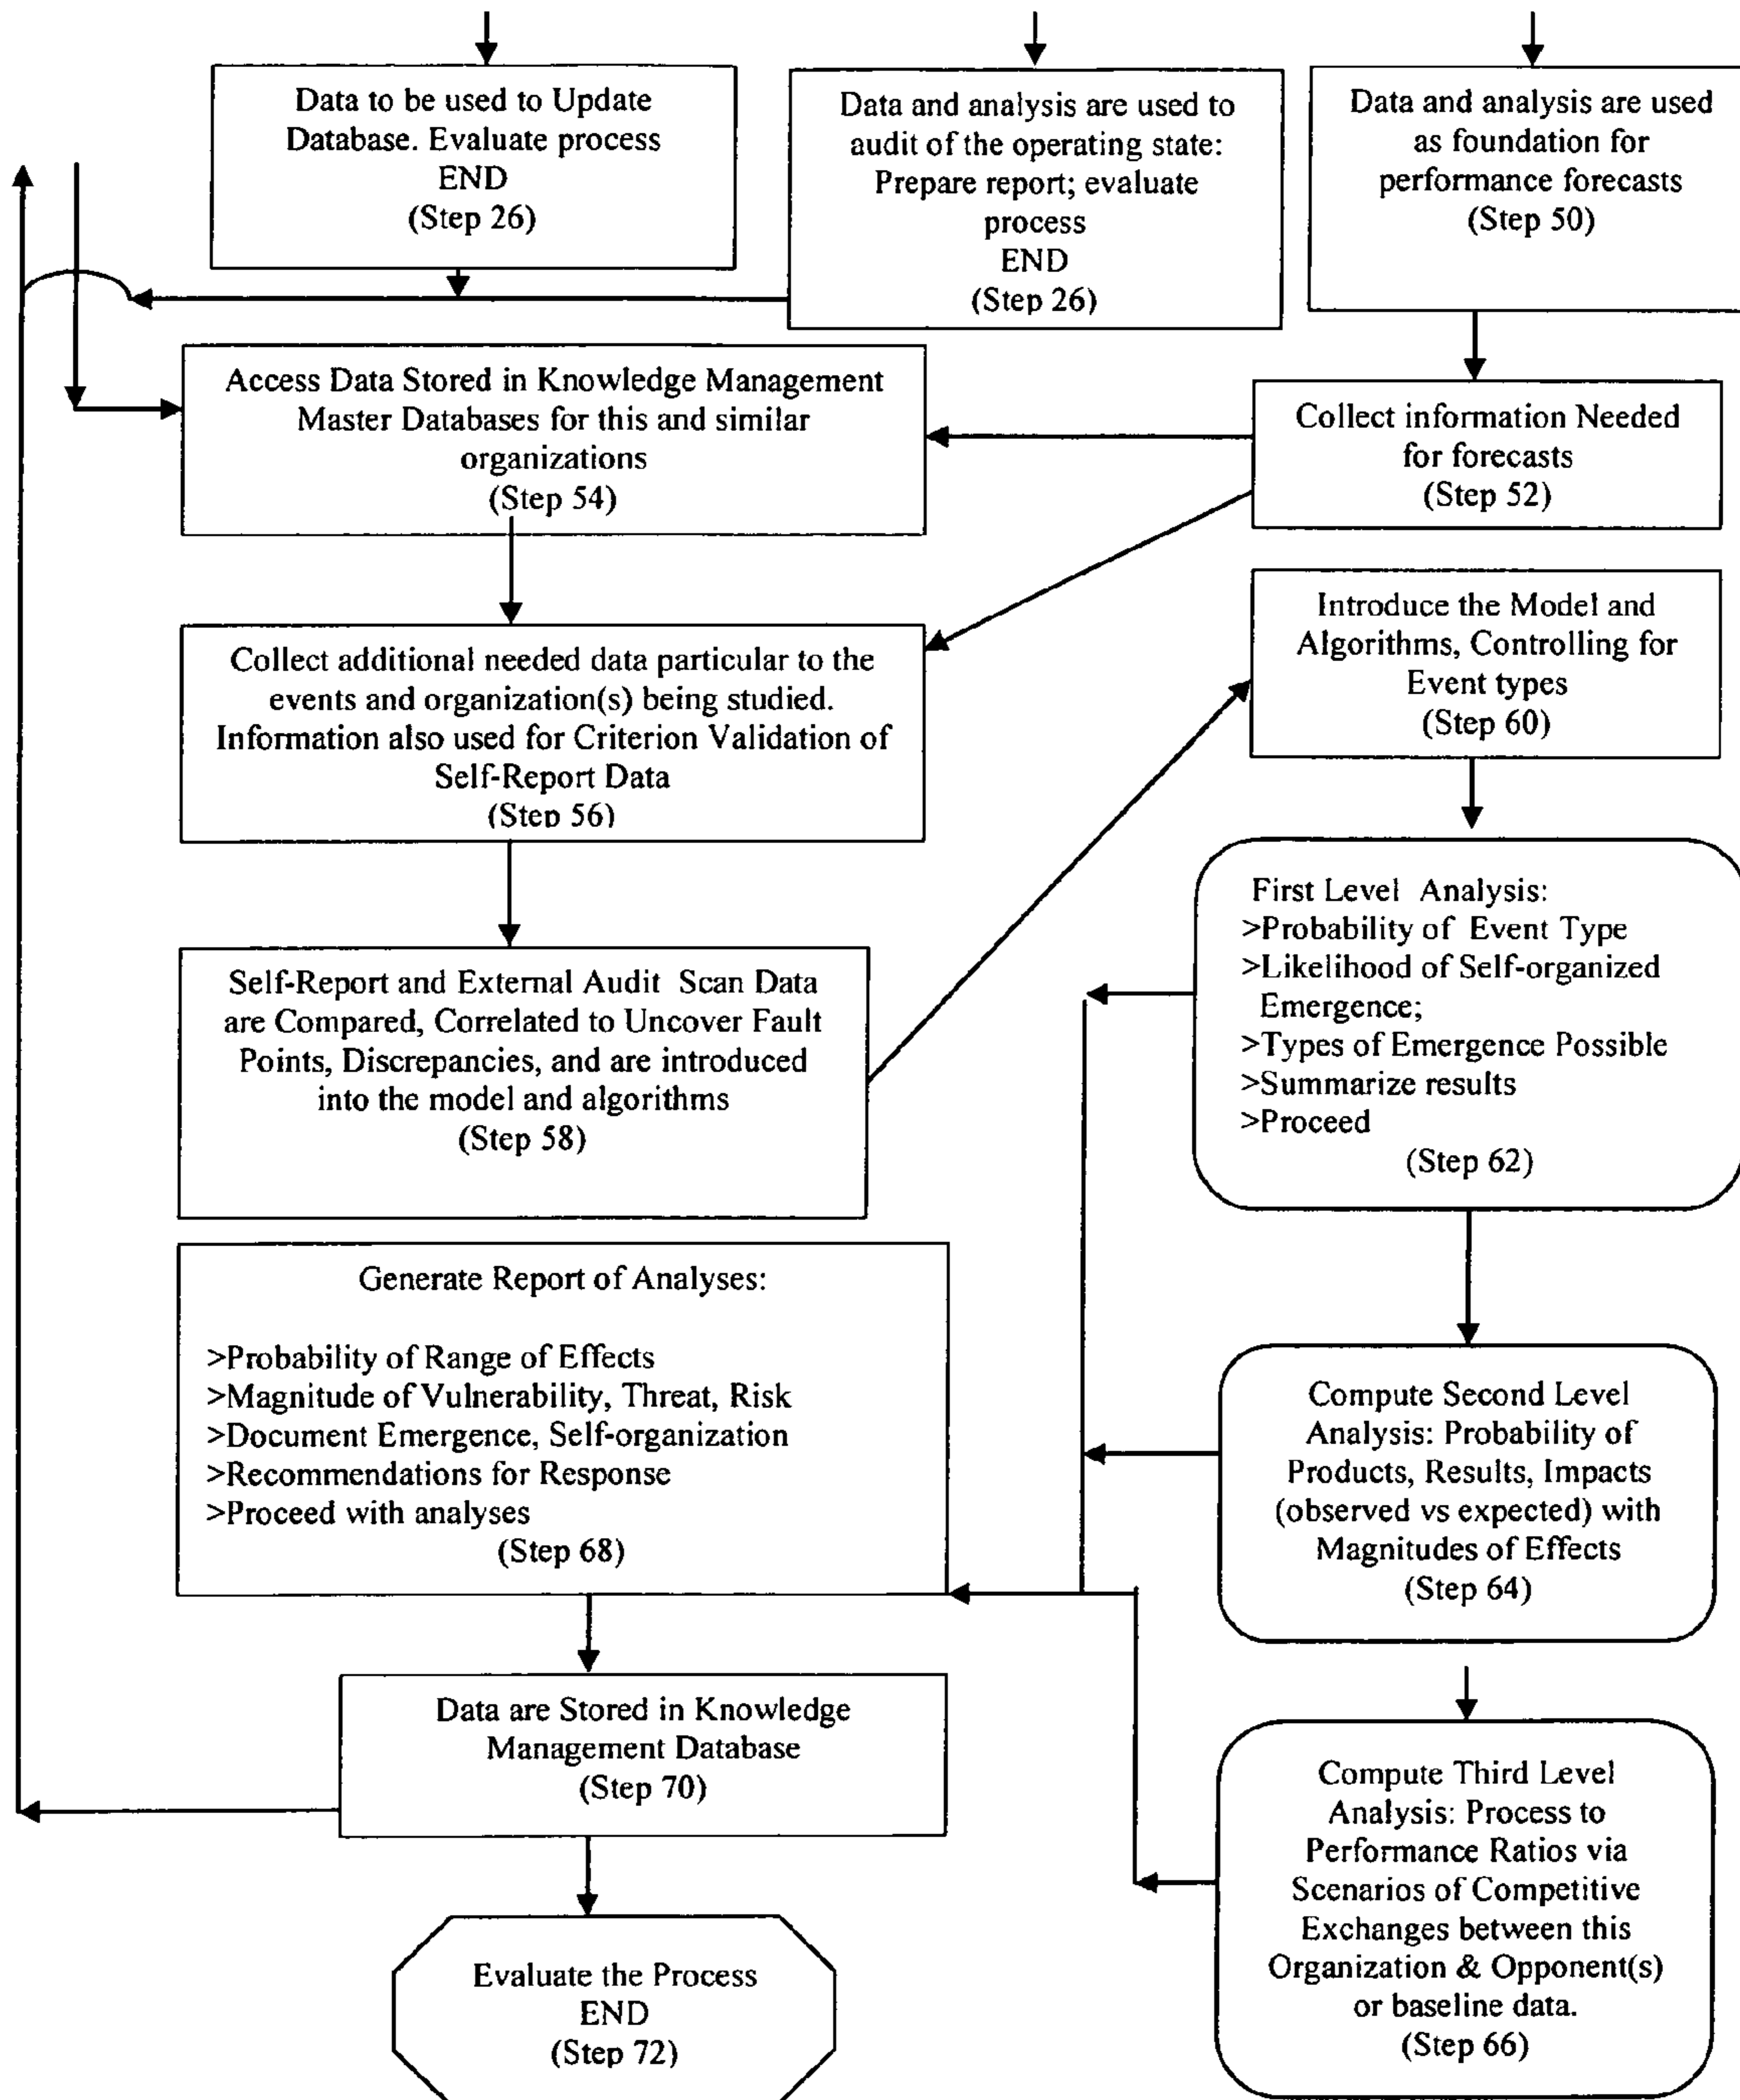 Data to be used to Update
Database. Evaluate process
END
(Step 26)
Data and analysis are used to
audit of the operating state:
Prepare report; evaluate
process
END
(Step 26)
Data and analysis are used
as foundation for
performance forecasts
(Step 50)
Access Data Stored in Knowledge Management
Master Databases for this and similar
organizations
(Step 54)
Collect information Needed
for forecasts
(Step 52)
Collect additional needed data particular to the
events and organization(s) being studied.
Information also used for Criterion Validation of
Self-Report Data
(Step 56)
Introduce the Model and
Algorithms, Controlling for
Event types
(Step 60)
Self-Report and External Audit Scan Data
are Compared, Correlated to Uncover Fault
Points, Discrepancies, and are introduced
into the model and algorithms
(Step 58)
First Level Analysis:
>Probability of Event Type
>Likelihood of Self-organized
Emergence;
>Types of Emergence Possible
>Summarize results
>Proceed
(Step 62)
Generate Report of Analyses:
>Probability of Range of Effects
>Magnitude of Vulnerability, Threat, Risk
>Document Emergence, Self-organization
>Recommendations for Response
>Proceed with analyses
(Step 68)
Compute Second Level
Analysis: Probability of
Products, Results, Impacts
(observed vs expected) with
Magnitudes of Effects
(Step 64)
Data are Stored in Knowledge
Management Database
(Step 70)
Compute Third Level
Analysis: Process to
Performance Ratios via
Scenarios of Competitive
Exchanges between this
Organization & Opponent(s)
or baseline data.
(Step 66)
Evaluate the Process
END
(Step 72)